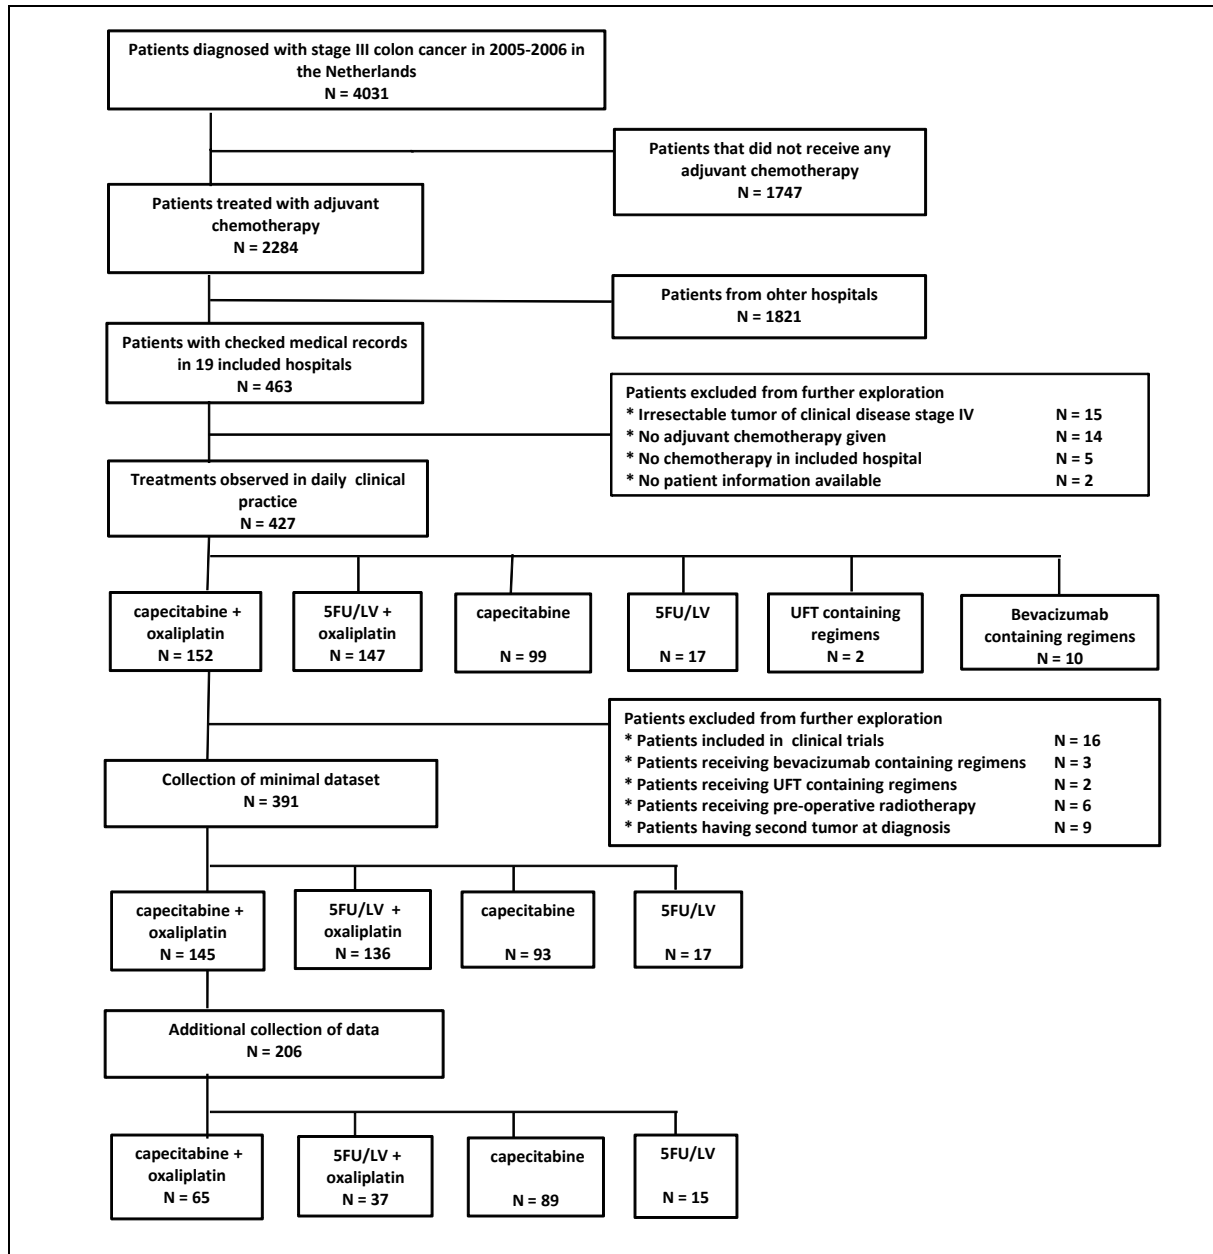 Patients diagnosed with stage III colon cancer in 2005-2006 in
the Netherlands
N = 4031
Patients that did not receive any
adjuvant chemotherapy
N = 1747
Patients treated with adjuvant
chemotherapy
N = 2284
Patients from ohter hospitals
N = 1821
Patients with checked medical records
in 19 included hospitals
N = 463
Patients excluded from further exploration
* Irresectable tumor of clinical disease stage IV N = 15
* No adjuvant chemotherapy given N = 14
* No chemotherapy in included hospital N = 5
* No patient information available N = 2
Treatments observed in daily clinical
practice
N = 427
capecitabine +
oxaliplatin
N = 152
5FU/LV +
oxaliplatin
N = 147
capecitabine
N = 99
5FU/LV
N = 17
UFT containing
regimens
N = 2
Bevacizumab
containing regimens
N = 10
Patients excluded from further exploration
* Patients included in clinical trials N = 16
* Patients receiving bevacizumab containing regimens N = 3
* Patients receiving UFT containing regimens N = 2
* Patients receiving pre-operative radiotherapy N = 6
* Patients having second tumor at diagnosis N = 9
Collection of minimal dataset
N = 391
capecitabine +
oxaliplatin
N = 145
5FU/LV +
oxaliplatin
N = 136
capecitabine
N = 93
5FU/LV
N = 17
Additional collection of data
N = 206
capecitabine +
oxaliplatin
N = 65
5FU/LV +
oxaliplatin
N = 37
capecitabine
N = 89
5FU/LV
N = 15